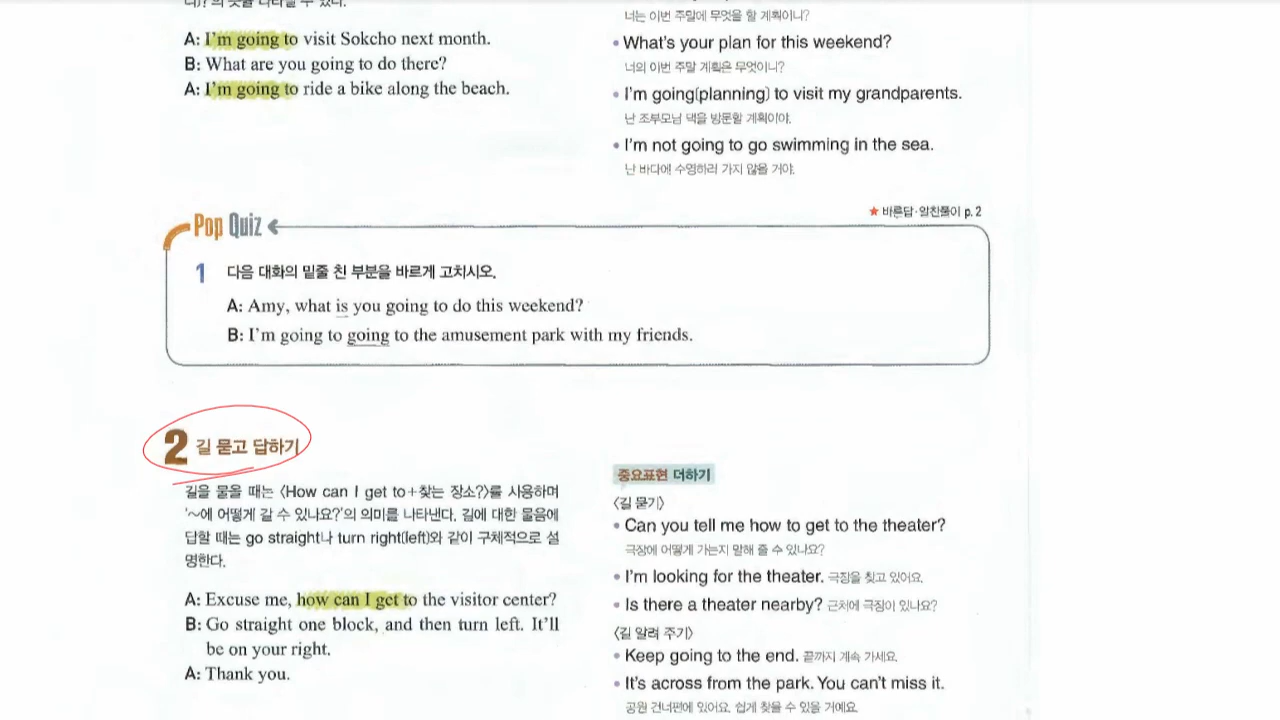 A: I'm going to visit Sokcho next month.
B: What are you going to do there?
A: I'm going to ride a bike along the beach.
너는 이번 주말에 무엇을 할 계획이니?
• What's your plan for this weekend?
너의 이번 주말 계획은 무엇이니?
• I'm going(planning) to visit my grandparents.
난 조부모님 댁을 방문할 계획이야.
• I'm not going to go swimming in the sea.
난 바다에 수영하러 가지 않을 거야.
Pop Quiz
★ 바른답·알찬풀이 p.2
1 다음 대화의 밑줄 친 부분을 바르게 고치시오.
A: Amy, what is you going to do this weekend?
B: I'm going to going to the amusement park with my friends.
2 길 묻고 답하기
길을 물을 때는 〈How can I get to+찾는 장소?〉를 사용하며
'~에 어떻게 갈 수 있나요?'의 의미를 나타낸다. 길에 대한 물음에
답할 때는 go straight나 turn right(left)와 같이 구체적으로 설
명한다.
A: Excuse me, how can I get to the visitor center?
B: Go straight one block, and then turn left. It'll
be on your right.
A: Thank you.
중요표현 더하기
〈길 묻기〉
• Can you tell me how to get to the theater?
극장에 어떻게 가는지 말해 줄 수 있나요?
• I'm looking for the theater. 극장을 찾고 있어요.
• Is there a theater nearby? 근처에 극장이 있나요?
〈길 알려 주기〉
• Keep going to the end. 끝까지 계속 가세요.
• It's across from the park. You can't miss it.
공원 건너편에 있어요. 쉽게 찾을 수 있을 거예요.